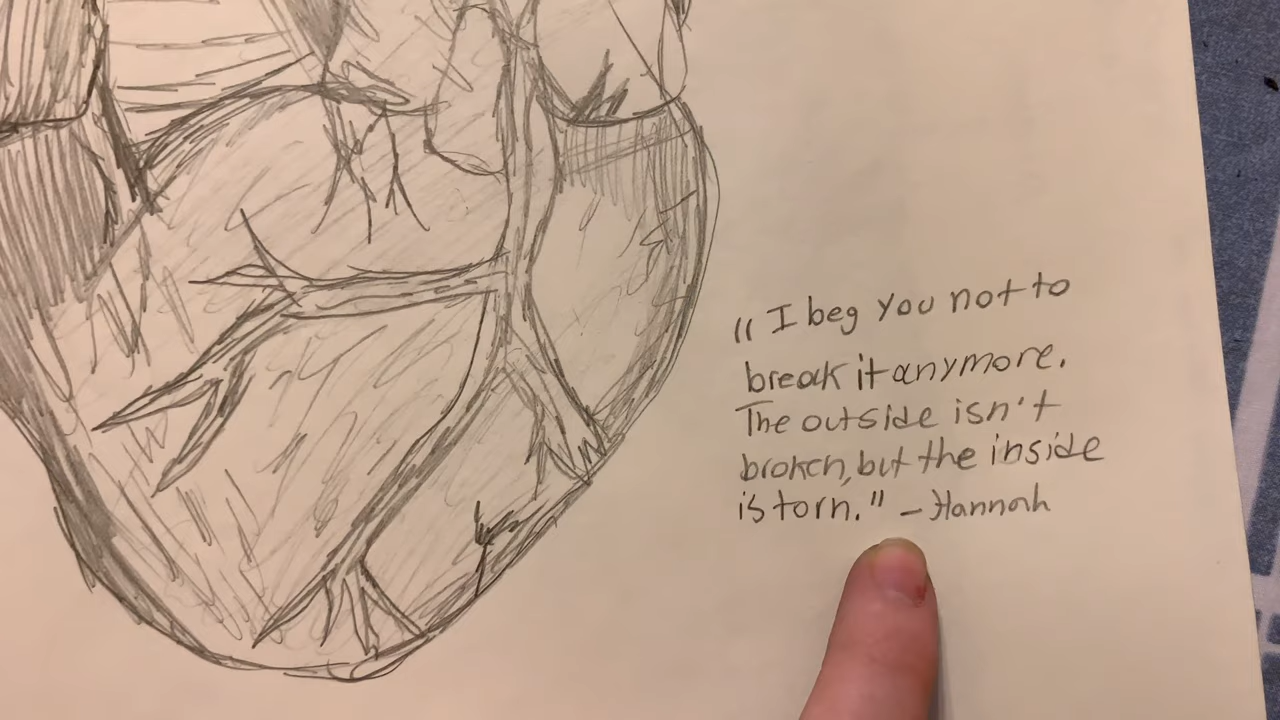 "I beg you not to
break it anymore.
The outside isn't
broken, but the inside
is torn." - Hannah